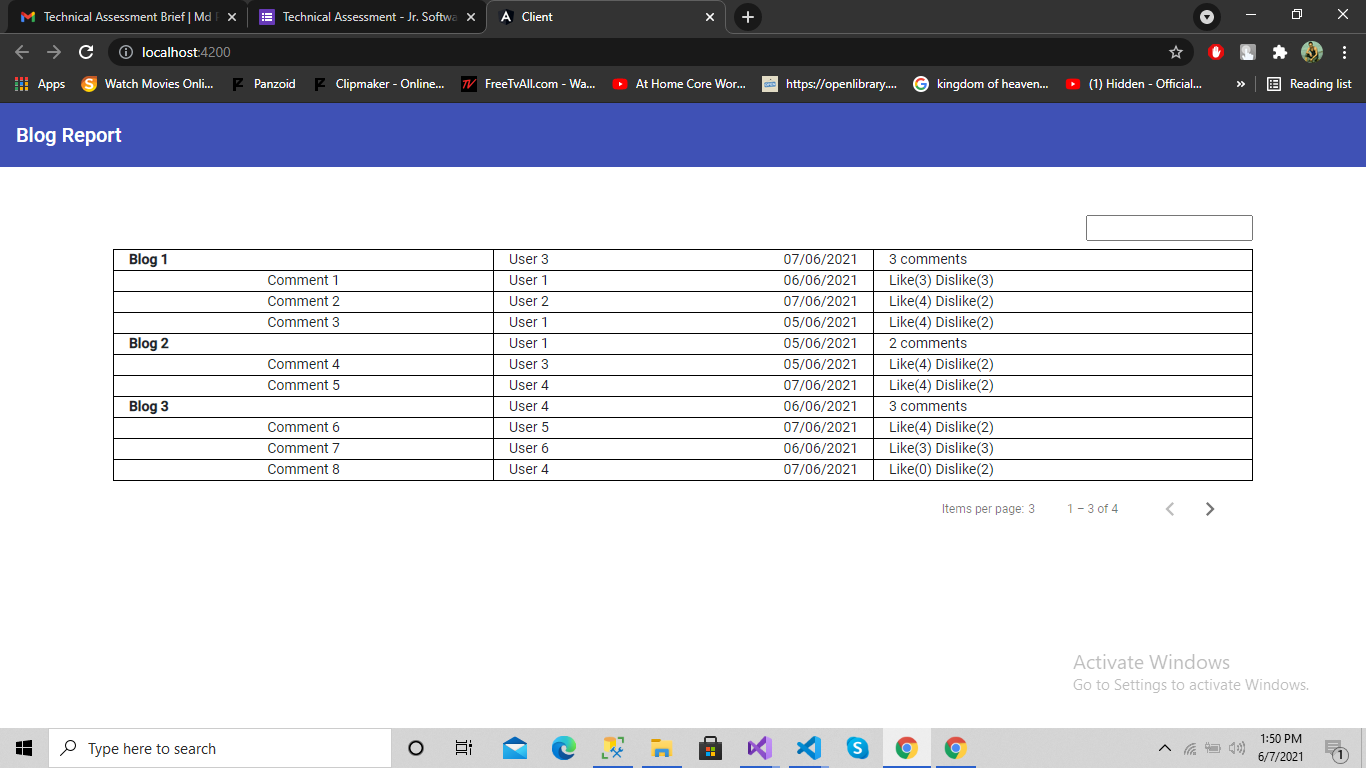 Technical Assessment Brief | Md
Technical Assessment - Jr. Softwa
Client
localhost:4200
Apps
Watch Movies Onli...
Panzoid
Clipmaker - Online...
FreeTvAll.com - Wa...
At Home Core Wor...
https://openlibrary....
kingdom of heaven...
(1) Hidden - Official...
»
Reading list
Blog Report
Blog 1 User 3 07/06/2021 3 comments
Comment 1 User 1 06/06/2021 Like(3) Dislike(3)
Comment 2 User 2 07/06/2021 Like(4) Dislike(2)
Comment 3 User 1 05/06/2021 Like(4) Dislike(2)
Blog 2 User 1 05/06/2021 2 comments
Comment 4 User 3 05/06/2021 Like(4) Dislike(2)
Comment 5 User 4 07/06/2021 Like(4) Dislike(2)
Blog 3 User 4 06/06/2021 3 comments
Comment 6 User 5 07/06/2021 Like(4) Dislike(2)
Comment 7 User 6 06/06/2021 Like(3) Dislike(3)
Comment 8 User 4 07/06/2021 Like(0) Dislike(2)
Items per page: 3 1 – 3 of 4
Activate Windows
Go to Settings to activate Windows.
Type here to search
1:50 PM
6/7/2021
1